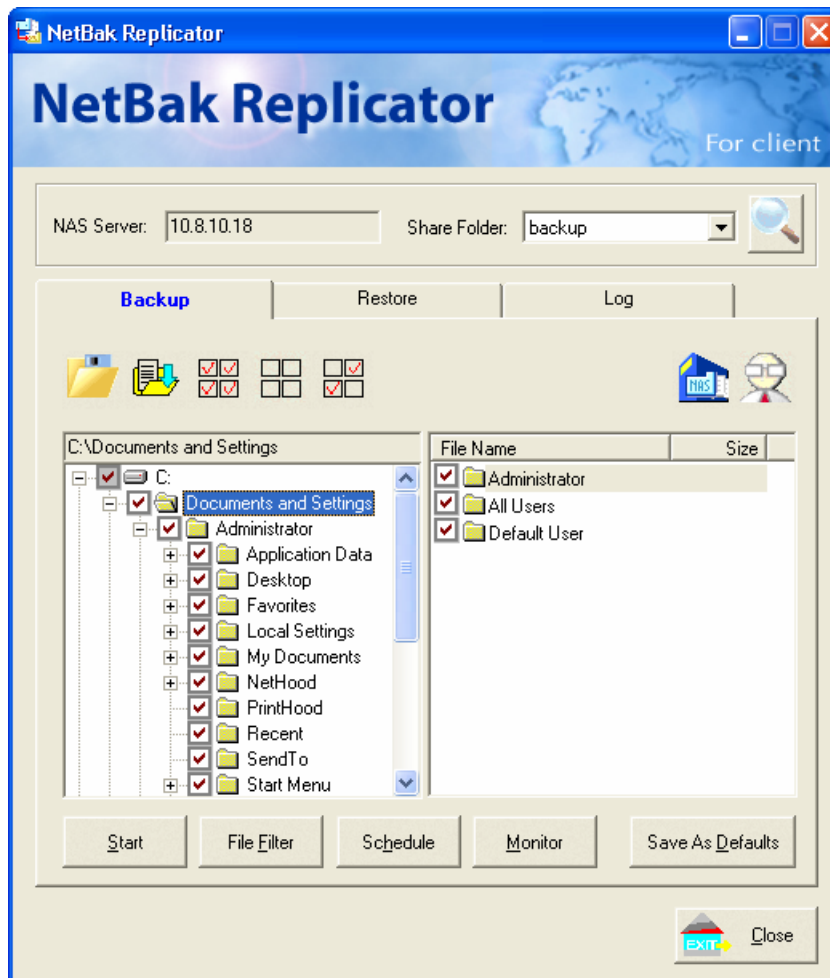 NetBak Replicator
NetBak Replicator
For client
NAS Server: 10.8.10.18 Share Folder: backup
Backup Restore Log
NAS
C:\Documents and Settings
C:
Documents and Settings
Administrator
Application Data
Desktop
Favorites
Local Settings
My Documents
NetHood
PrintHood
Recent
SendTo
Start Menu
File Name Size
Administrator
All Users
Default User
Start File Filter Schedule Monitor Save As Defaults
EXIT Close